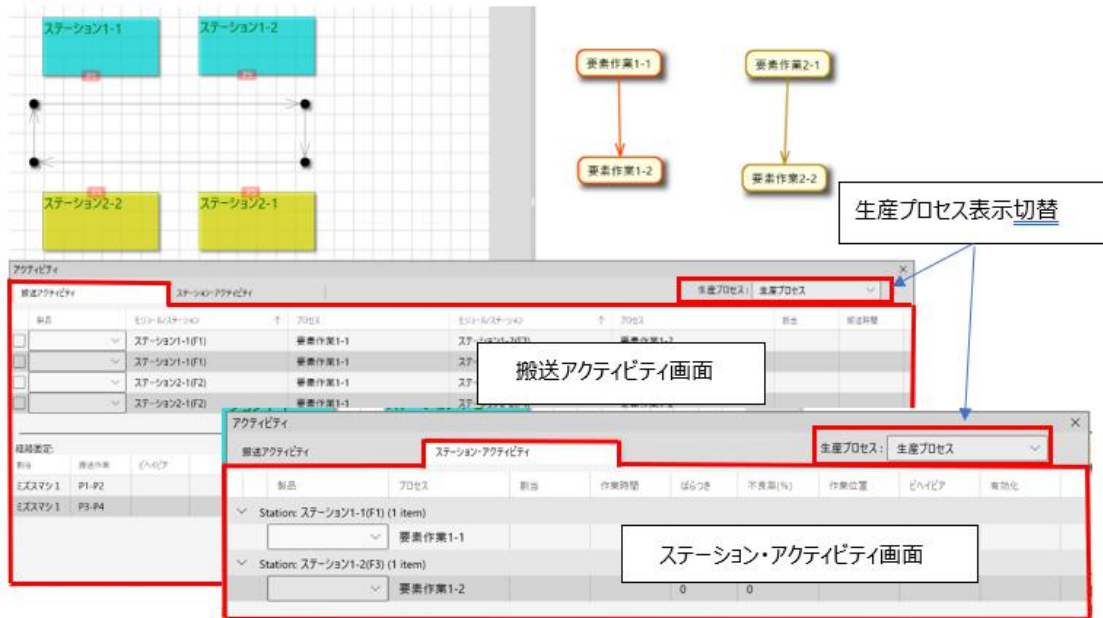 ステーション1-1
ステーション1-2
P1
ステーション2-2
ステーション2-1
要素作業1-1
要素作業2-1
要素作業1-2
要素作業2-2
生産プロセス表示切替
アクティビティ
搬送アクティビティ ステーション・アクティビティ 生産プロセス: 生産プロセス
製品 モジュール/ステーション ↑ プロセス モジュール/ステーション ↑ プロセス 割当 搬送時間
ステーション1-1(F1) 要素作業1-1 ステーション1-2(F3) 要素作業1-2
ステーション1-1(F1) 要素作業1-1
ステーション2-1(F2) 要素作業1-1
ステーション2-1(F2) 要素作業1-1
搬送アクティビティ画面
経路固定:
割当 搬送作業 ビヘイビア
ミズスマシ1 P1-P2
ミズスマシ1 P3-P4
アクティビティ
搬送アクティビティ ステーション・アクティビティ 生産プロセス: 生産プロセス
製品 プロセス 割当 作業時間 ばらつき 不良率(%) 作業位置 ビヘイビア 有効化
Station: ステーション1-1(F1) (1 item)
要素作業1-1
Station: ステーション1-2(F3) (1 item)
要素作業1-2 0 0
ステーション・アクティビティ画面